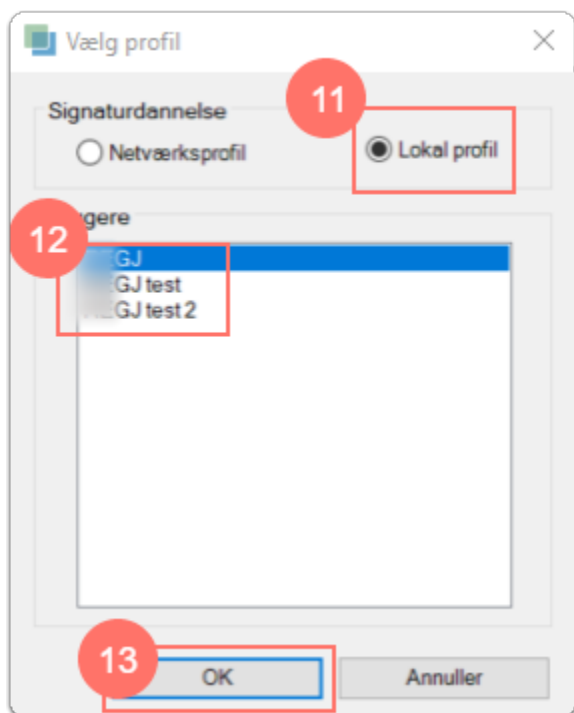 Vælg profil
11
Signaturdannelse
Netværksprofil
Lokal profil
12
GJ
GJ test
GJ test 2
13
OK
Annuller